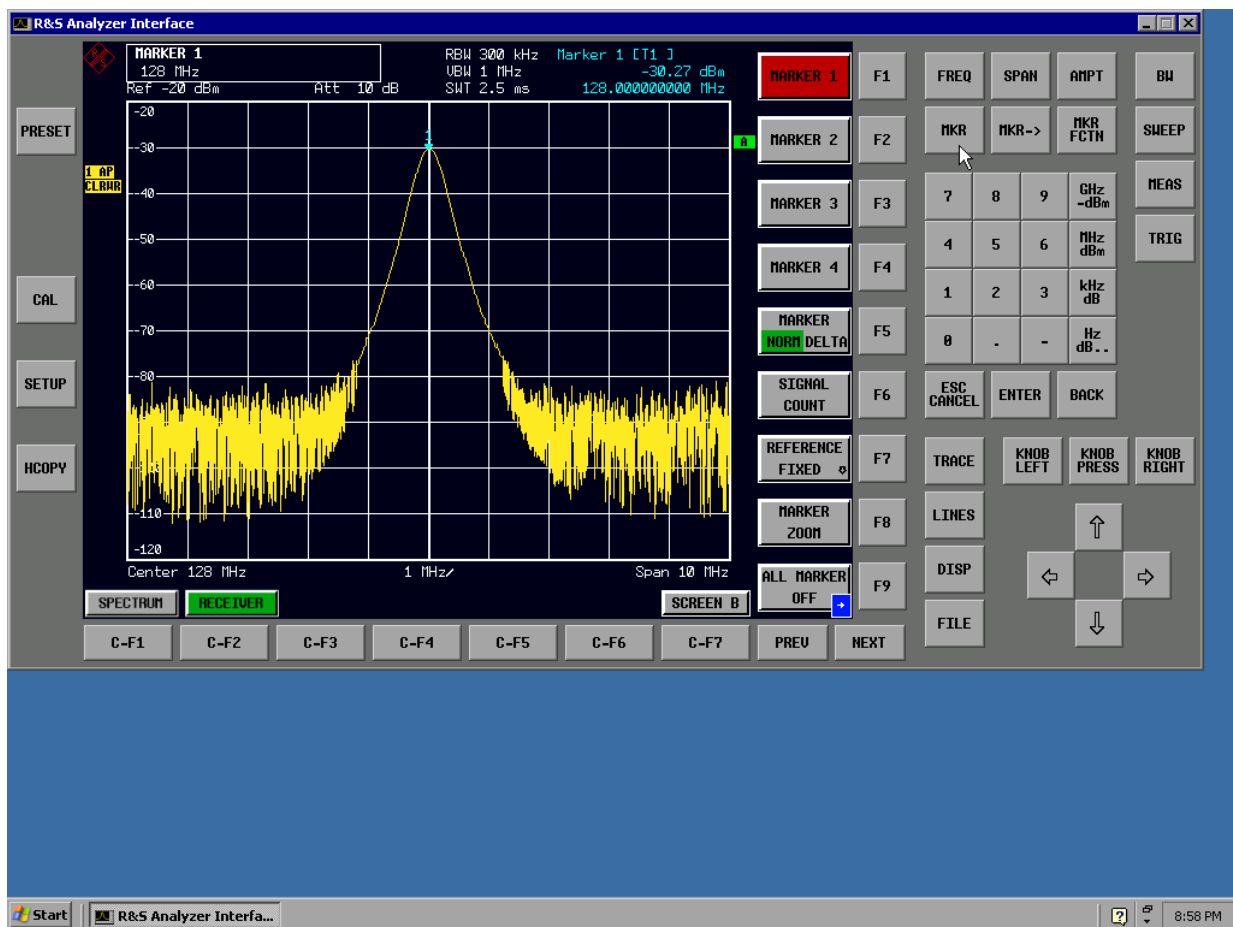 R&S Analyzer Interface
MARKER 1
128 MHz
RBW 300 kHz
Marker 1 [T1 ]
VBW 1 MHz
-30.27 dBm
Ref -20 dBm
Att 10 dB
SWT 2.5 ms
128.000000000 MHz
-20
-30
-40
-50
-60
-70
-80
-110
-120
1
A
1 AP
CLRWR
Center 128 MHz
1 MHz/
Span 10 MHz
SPECTRUM
RECEIVER
SCREEN B
PRESET
CAL
SETUP
HCOPY
MARKER 1
F1
MARKER 2
F2
MARKER 3
F3
MARKER 4
F4
MARKER
NORM DELTA
F5
SIGNAL
COUNT
F6
REFERENCE
FIXED
F7
MARKER
ZOOM
F8
ALL MARKER
OFF
F9
C-F1
C-F2
C-F3
C-F4
C-F5
C-F6
C-F7
PREV
NEXT
FREQ
SPAN
AMPT
BW
MKR
MKR->
MKR
FCTN
SWEEP
7
8
9
GHz
-dBm
MEAS
4
5
6
MHz
dBm
TRIG
1
2
3
kHz
dB
0
.
-
Hz
dB..
ESC
CANCEL
ENTER
BACK
TRACE
KNOB
LEFT
KNOB
PRESS
KNOB
RIGHT
LINES
DISP
FILE
Start
R&S Analyzer Interfa...
8:58 PM